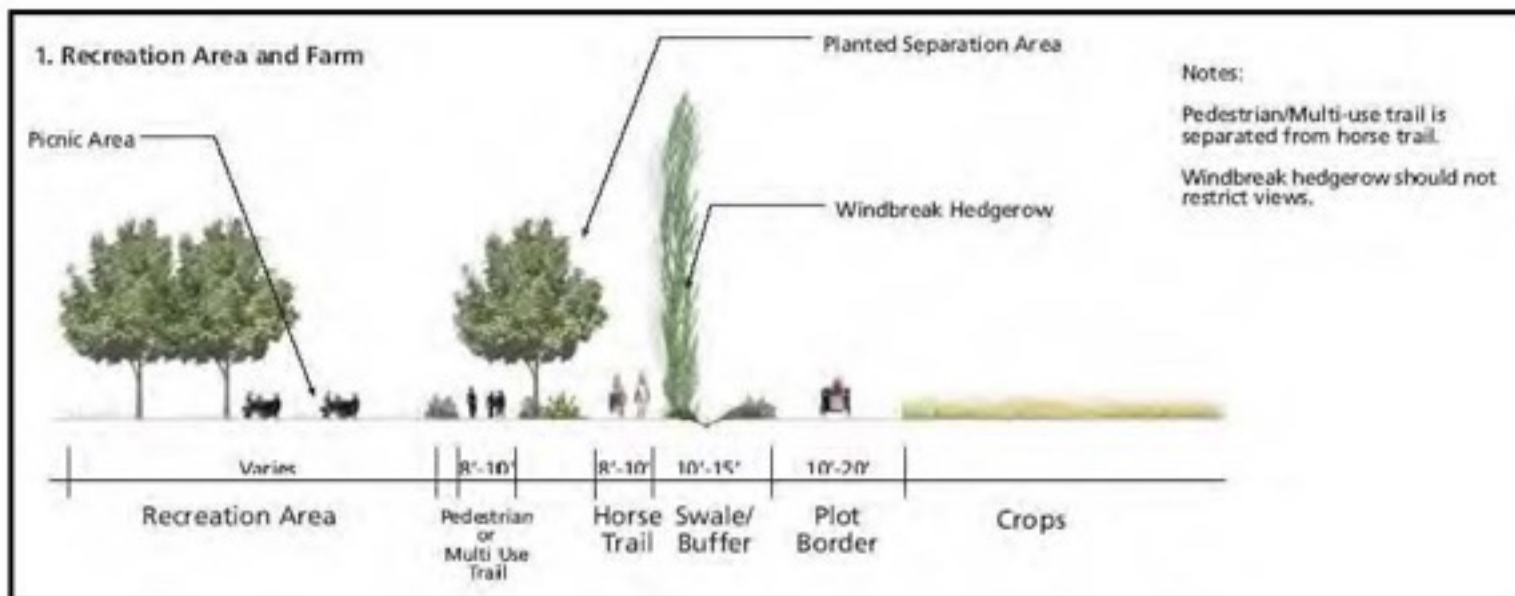 1. Recreation Area and Farm
Planted Separation Area
Picnic Area
Windbreak Hedgerow
Notes:
Pedestrian/Multi-use trail is
separated from horse trail.
Windbreak hedgerow should not
restrict views.
Varies
8'-10'
8'-10'
10'-15'
10'-20'
Recreation Area
Pedestrian
or
Multi Use
Trail
Horse
Trail
Swale/
Buffer
Plot
Border
Crops